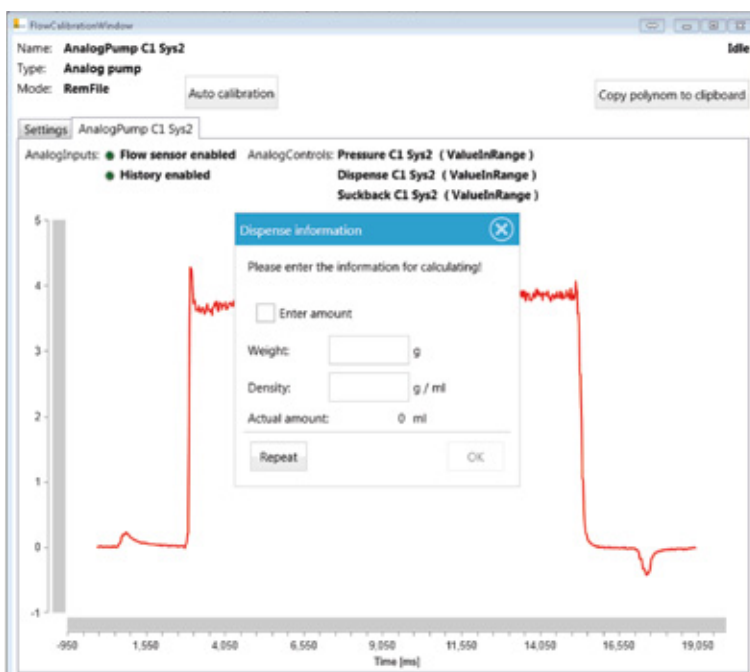 FlowCalibrationWindow
Name: AnalogPump C1 Sys2 Idle
Type: Analog pump
Mode: RemFile
Auto calibration
Copy polynom to clipboard
Settings AnalogPump C1 Sys2
AnalogInputs: Flow sensor enabled AnalogControls: Pressure C1 Sys2 ( ValueInRange )
History enabled Dispense C1 Sys2 ( ValueInRange )
Suckback C1 Sys2 ( ValueInRange )
Dispense information
Please enter the information for calculating!
Enter amount
Weight: g
Density: g / ml
Actual amount: 0 ml
Repeat OK
5
4
3
2
1
0
-1
-950 1,550 4,050 6,550 9,050 11,550 14,050 16,550 19,050
Time [ms]